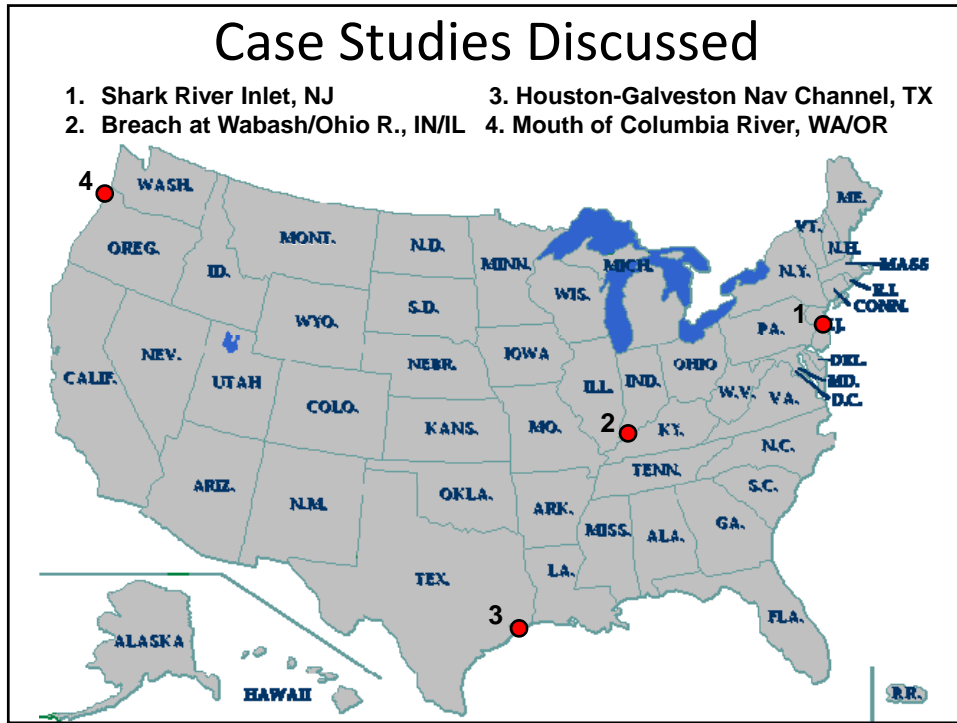 Case Studies Discussed
1. Shark River Inlet, NJ 3. Houston-Galveston Nav Channel, TX
2. Breach at Wabash/Ohio R., IN/IL 4. Mouth of Columbia River, WA/OR
4
WASH.
ME.
OREG.
MONT.
N.D.
MINN.
MICH.
VT.
N.H.
MASS
ID.
S.D.
WIS.
N.Y.
R.I.
CONN.
WYO.
1
PA.
NEV.
NEBR.
IOWA
OHIO
DEL.
CALIF.
UTAH
ILL.
IND.
MD.
W.V.
VA.
D.C.
COLO.
KANS.
MO.
2
KY.
N.C.
TENN.
ARIZ.
N.M.
OKLA.
ARK.
S.C.
MISS.
ALA.
GA.
TEX.
LA.
3
FLA.
ALASKA
HAWAII